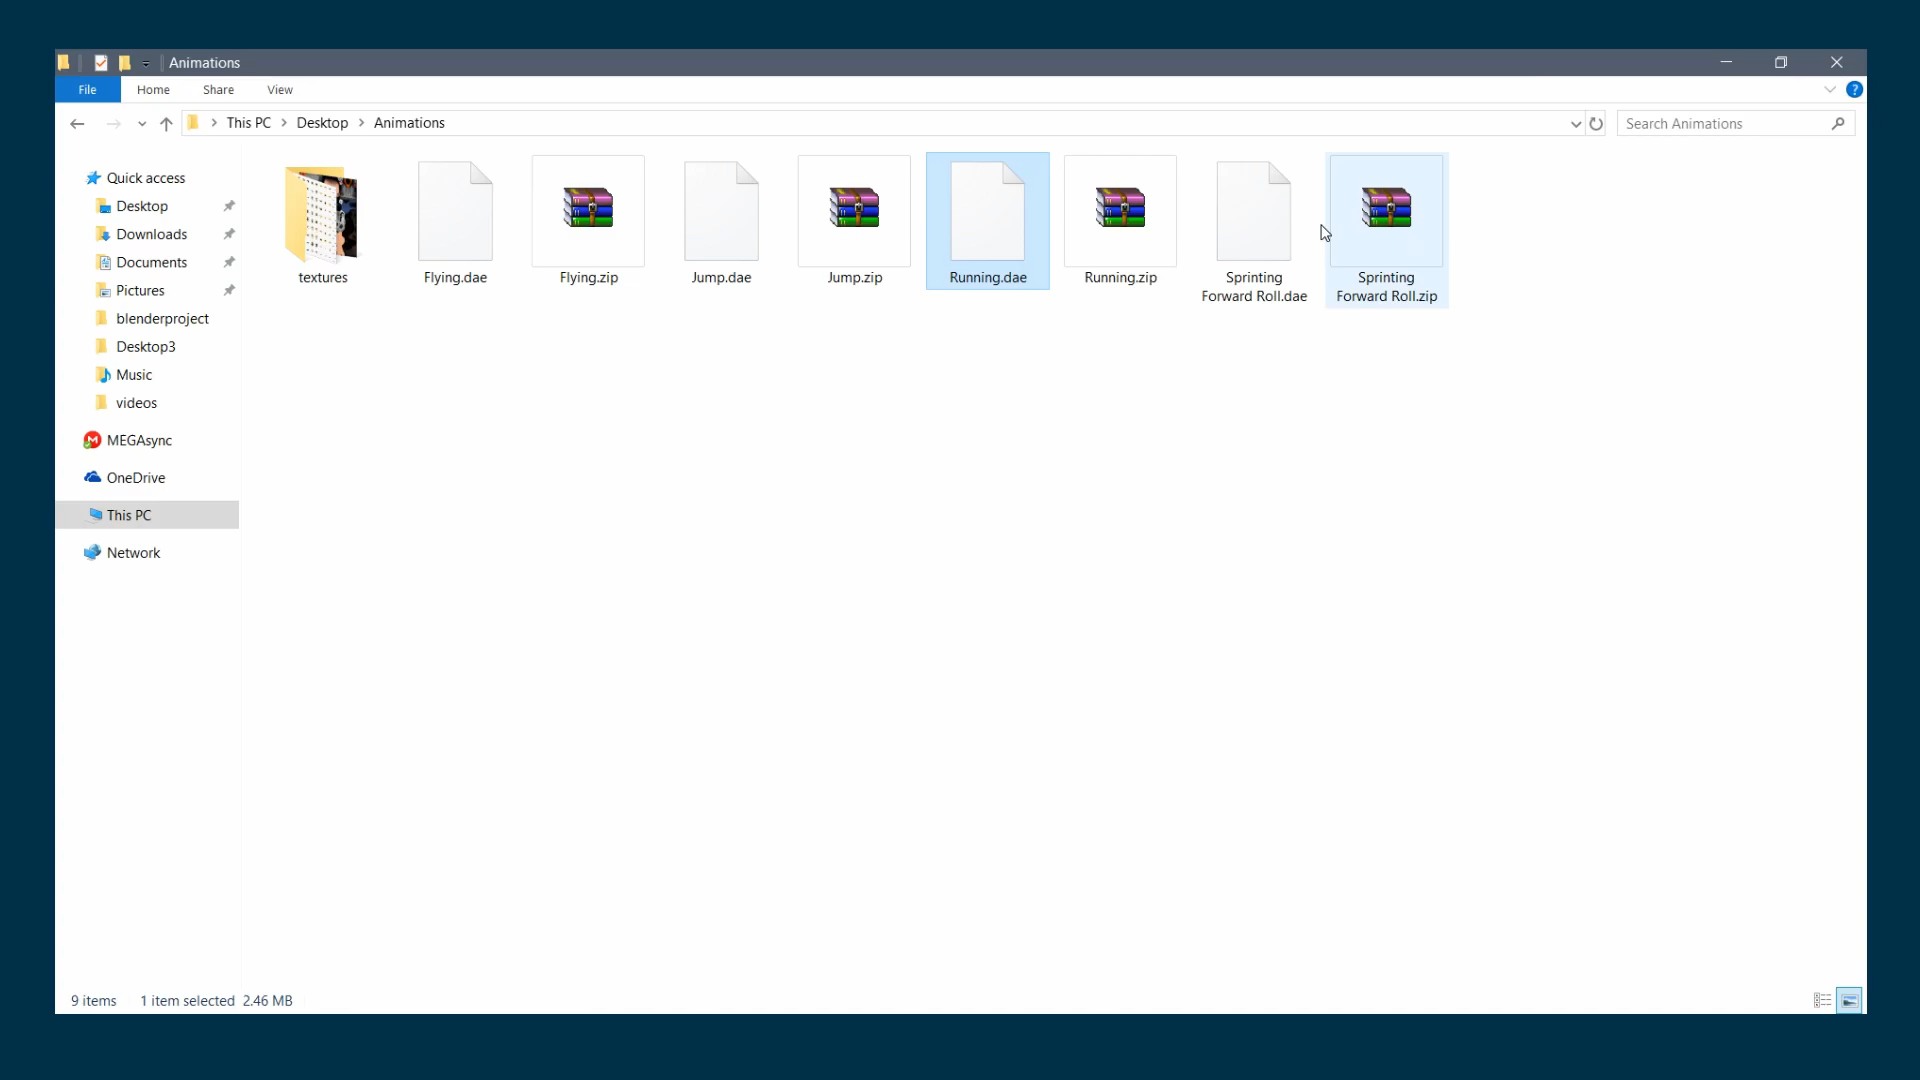 Animations
File Home Share View
This PC Desktop Animations
Search Animations
Quick access
Desktop
Downloads
Documents
Pictures
blenderproject
Desktop3
Music
videos
MEGAsync
OneDrive
This PC
Network
textures
Flying.dae
Flying.zip
Jump.dae
Jump.zip
Running.dae
Running.zip
Sprinting
Forward Roll.dae
Sprinting
Forward Roll.zip
9 items 1 item selected 2.46 MB